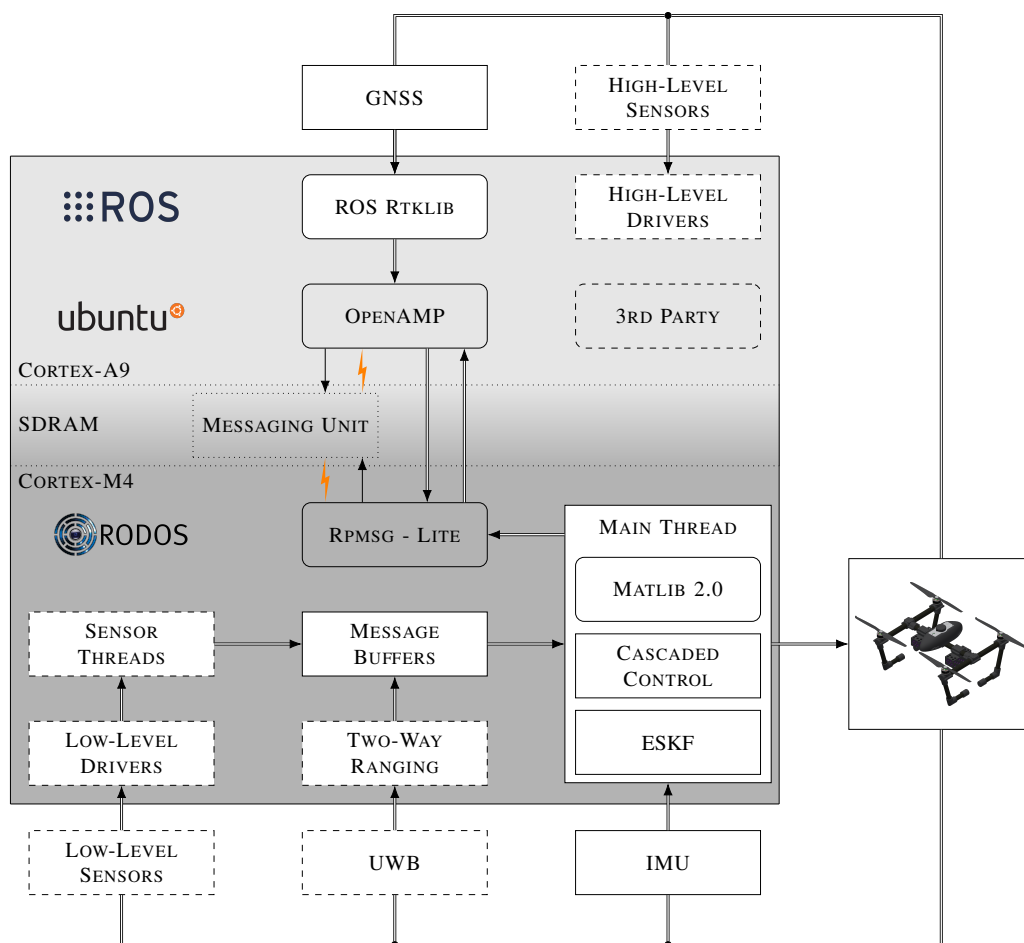 GNSS
HIGH-LEVEL
SENSORS
ROS
ROS RTKLIB
HIGH-LEVEL
DRIVERS
ubuntu
OPENAMP
3RD PARTY
CORTEX-A9
SDRAM
MESSAGING UNIT
CORTEX-M4
RODOS
RPMSG - LITE
MAIN THREAD
MATLIB 2.0
SENSOR
THREADS
MESSAGE
BUFFERS
CASCADED
CONTROL
LOW-LEVEL
DRIVERS
TWO-WAY
RANGING
ESKF
LOW-LEVEL
SENSORS
UWB
IMU